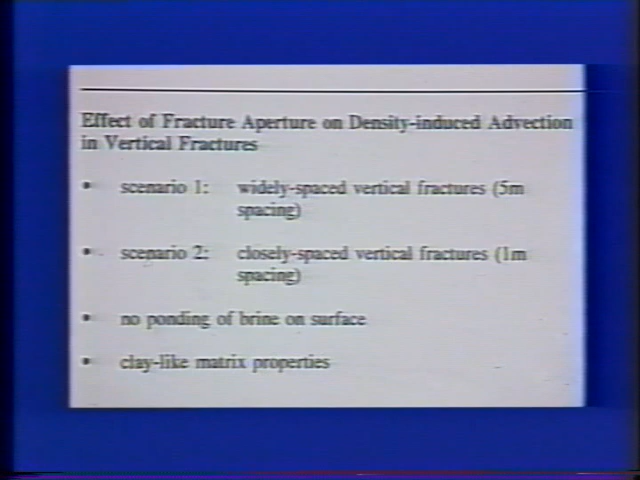 Effect of Fracture Aperture on Density-induced Advection
in Vertical Fractures
• scenario 1: widely-spaced vertical fractures (5m
spacing)
• scenario 2: closely-spaced vertical fractures (1m
spacing)
• no ponding of brine on surface
• clay-like matrix properties